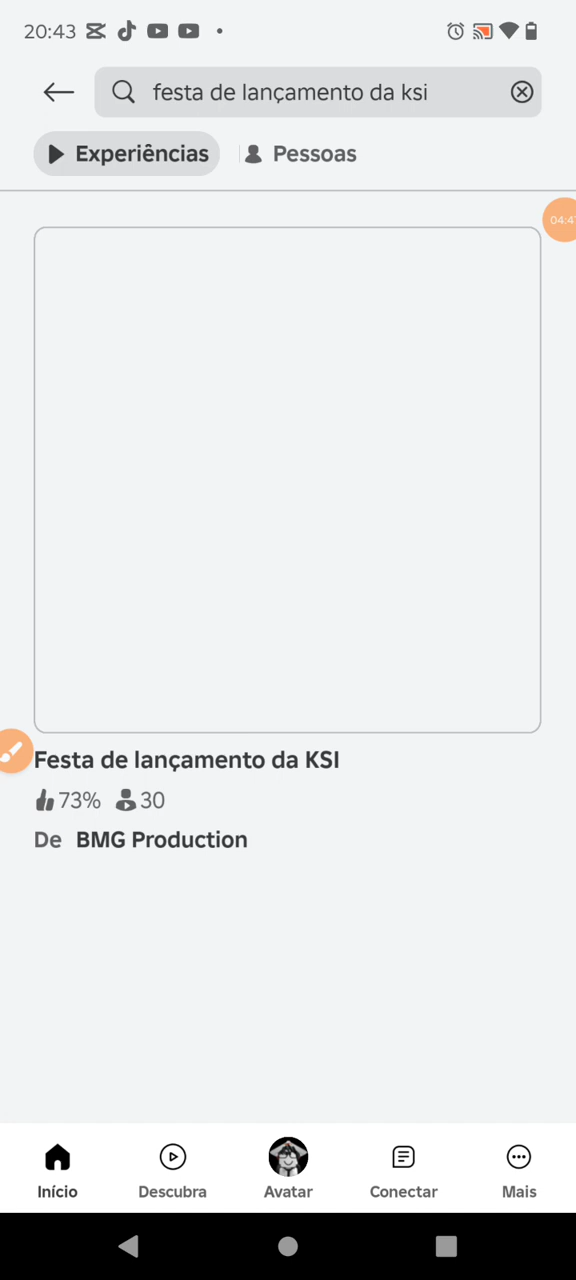 20:43
festa de lançamento da ksi
Experiências Pessoas
Festa de lançamento da KSI
73% 30
De BMG Production
Início Descubra Avatar Conectar Mais